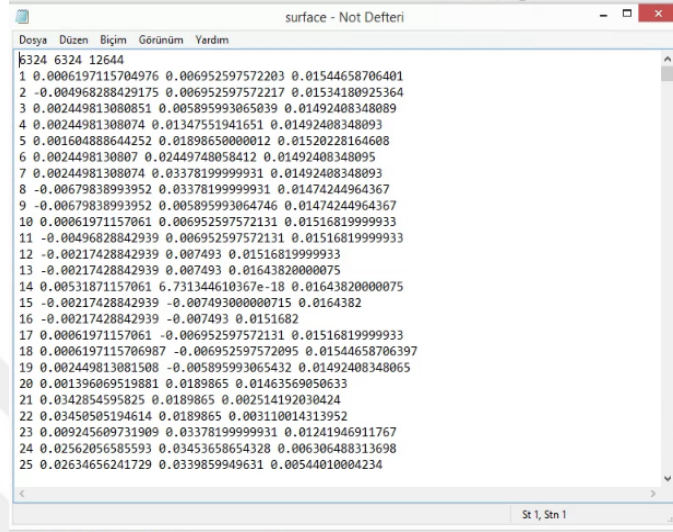 surface - Not Defteri
Dosya Düzen Biçim Görünüm Yardım
6324 6324 12644
1 0.0006197115704976 0.006952597572203 0.01544658706401
2 -0.004968288429175 0.006952597572217 0.01534180925364
3 0.002449813080851 0.005895993065039 0.01492408348089
4 0.00244981308074 0.01347551941651 0.01492408348093
5 0.001604888644252 0.01898650000012 0.01520228164608
6 0.00244981130807 0.02449748058412 0.01492408348095
7 0.00244981308074 0.03378199999931 0.01492408348093
8 -0.00679838993952 0.03378199999931 0.01474244964367
9 -0.00679838993952 0.005895993064746 0.01474244964367
10 0.00061971157061 0.006952597572131 0.01516819999933
11 -0.00496828842939 0.006952597572131 0.01516819999933
12 -0.00217428842939 0.007493 0.01516819999933
13 -0.00217428842939 0.007493 0.01643820000075
14 0.00531871157061 6.731344610367e-18 0.01643820000075
15 -0.00217428842939 -0.007493000000715 0.0164382
16 -0.00217428842939 -0.007493 0.0151682
17 0.00061971157061 -0.006952597572131 0.01516819999933
18 0.000619711570698​7 -0.006952597572095 0.01544658706397
19 0.002449813081508 -0.005895993065432 0.01492408348065
20 0.001396069519881 0.0189865 0.01463569050633
21 0.0342854595825 0.0189865 0.002514192030424
22 0.03450505194614 0.0189865 0.003110014313952
23 0.009245609731909 0.03378199999931 0.01241946911767
24 0.02562056585593 0.03453658654328 0.006306488313698
25 0.02634656241729 0.0339859949631 0.00544010004234
St 1, Stn 1